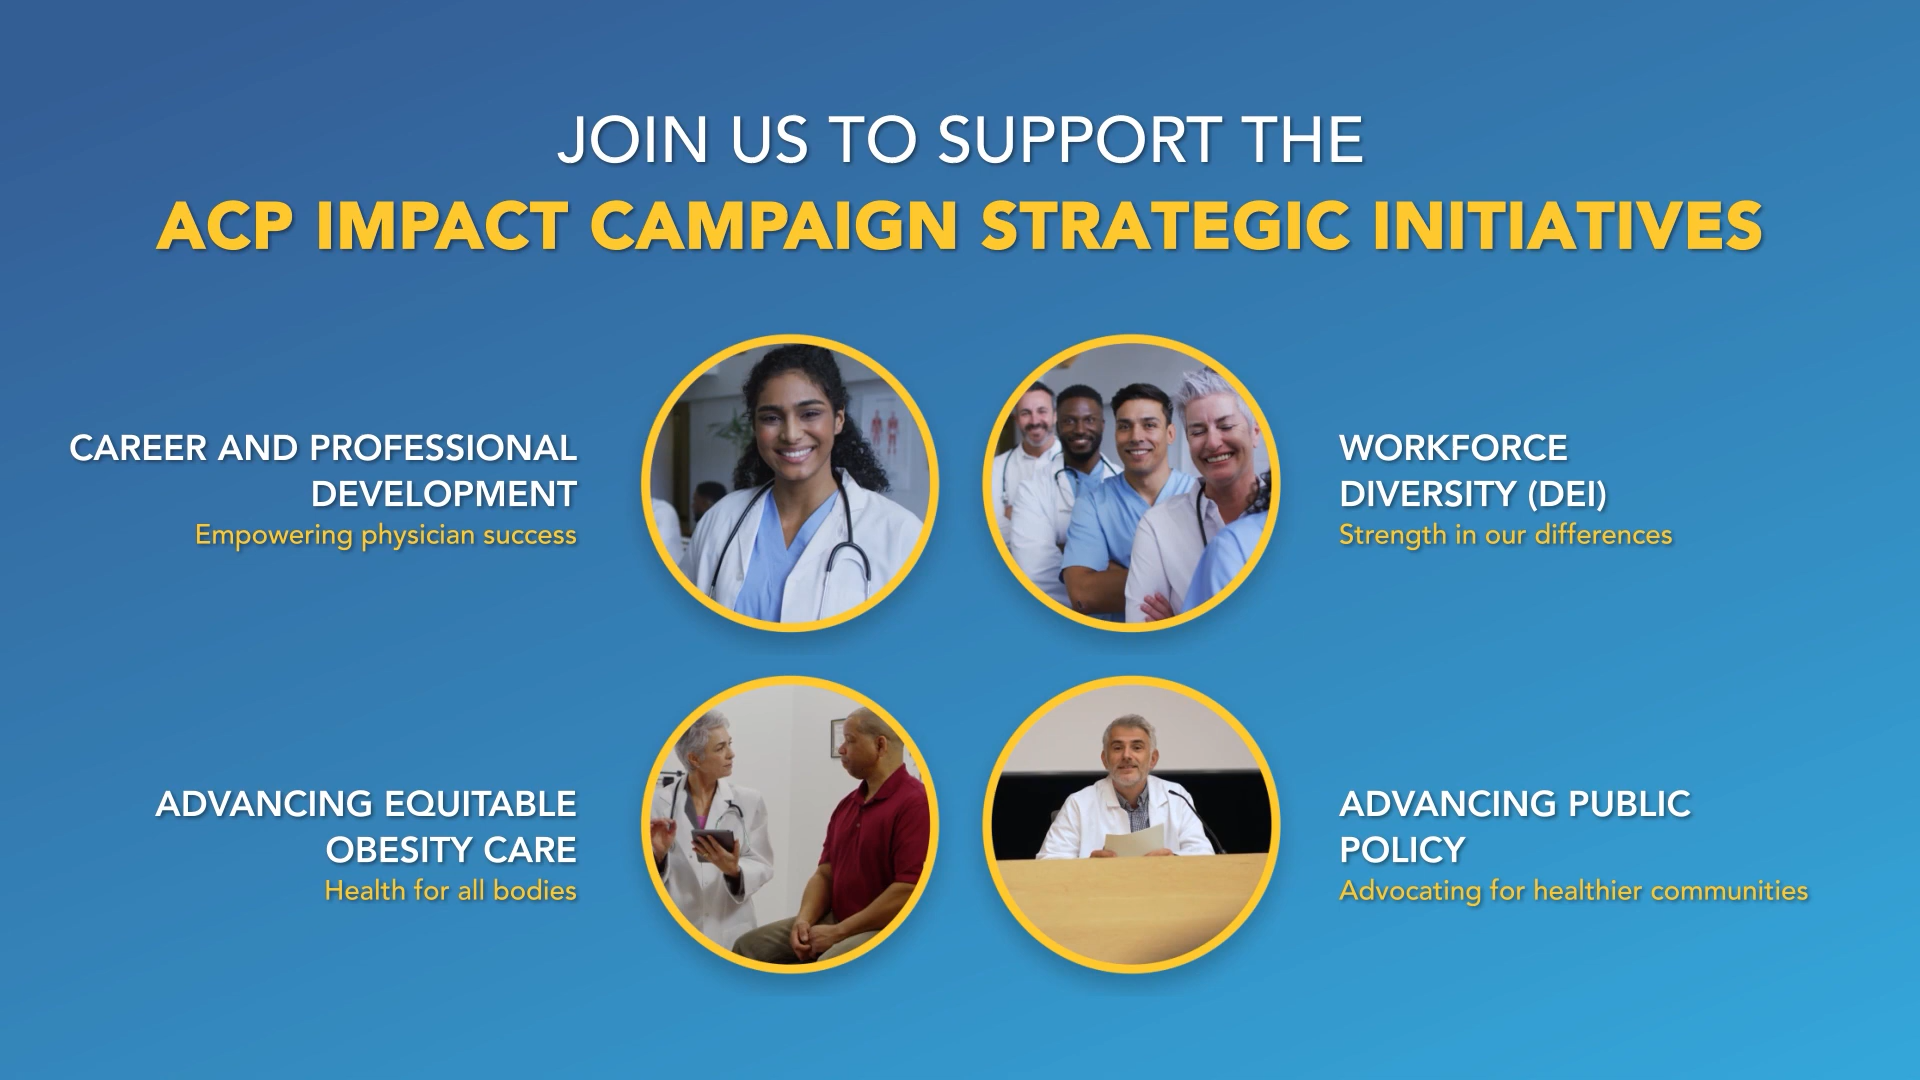 JOIN US TO SUPPORT THE
ACP IMPACT CAMPAIGN STRATEGIC INITIATIVES
CAREER AND PROFESSIONAL
DEVELOPMENT
Empowering physician success
WORKFORCE
DIVERSITY (DEI)
Strength in our differences
ADVANCING EQUITABLE
OBESITY CARE
Health for all bodies
ADVANCING PUBLIC
POLICY
Advocating for healthier communities